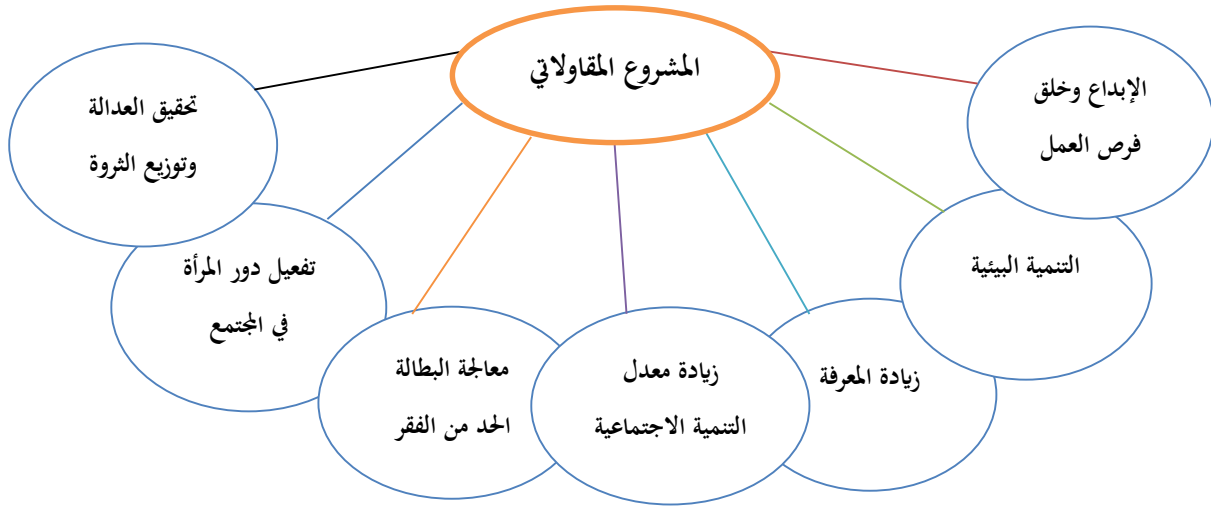 المشروع المقاولاتي
الإبداع وخلق
فرص العمل
التنمية البيئية
زيادة المعرفة
زيادة معدل
التنمية الاجتماعية
معالجة البطالة
الحد من الفقر
تفعيل دور المرأة
في المجتمع
تحقيق العدالة
وتوزيع الثروة